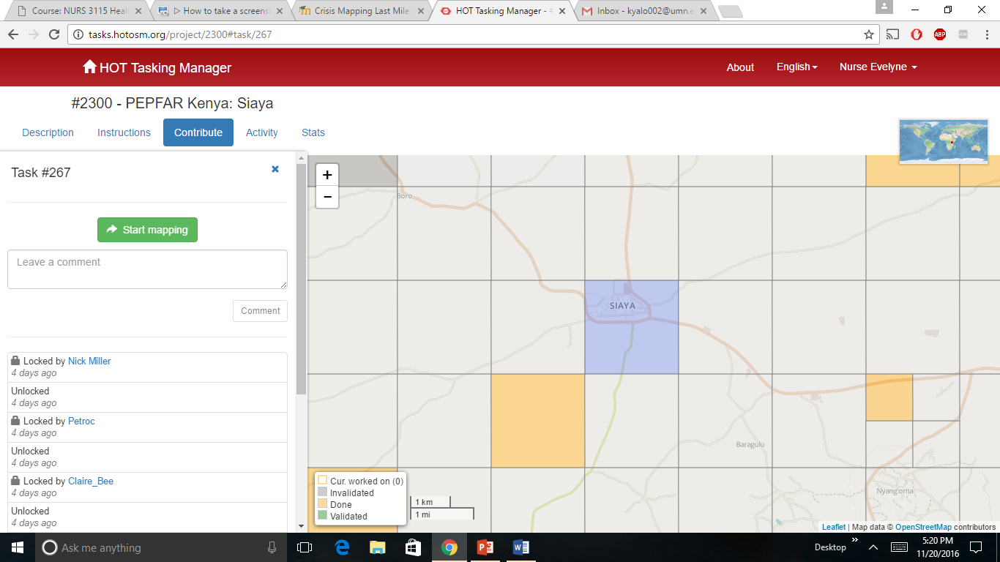 Course: NURS 3115 Heal
▷ How to take a screensh
Crisis Mapping Last Mile
HOT Tasking Manager - #
Inbox - kyalo002@umn.e
tasks.hotosm.org/project/2300#task/267
ABP
HOT Tasking Manager
About
English
Nurse Evelyne
#2300 - PEPFAR Kenya: Siaya
Description
Instructions
Contribute
Activity
Stats
Task #267
Start mapping
Leave a comment
Comment
Locked by Nick Miller
4 days ago
Unlocked
4 days ago
Locked by Petroc
4 days ago
Unlocked
4 days ago
Locked by Claire_Bee
4 days ago
Unlocked
4 days ago
+
−
Boro
SIAYA
Baragulu
Nyang'oma
Cur. worked on (0)
Invalidated
Done
Validated
1 km
1 mi
Leaflet | Map data © OpenStreetMap contributors
Ask me anything
Desktop
5:20 PM
11/20/2016